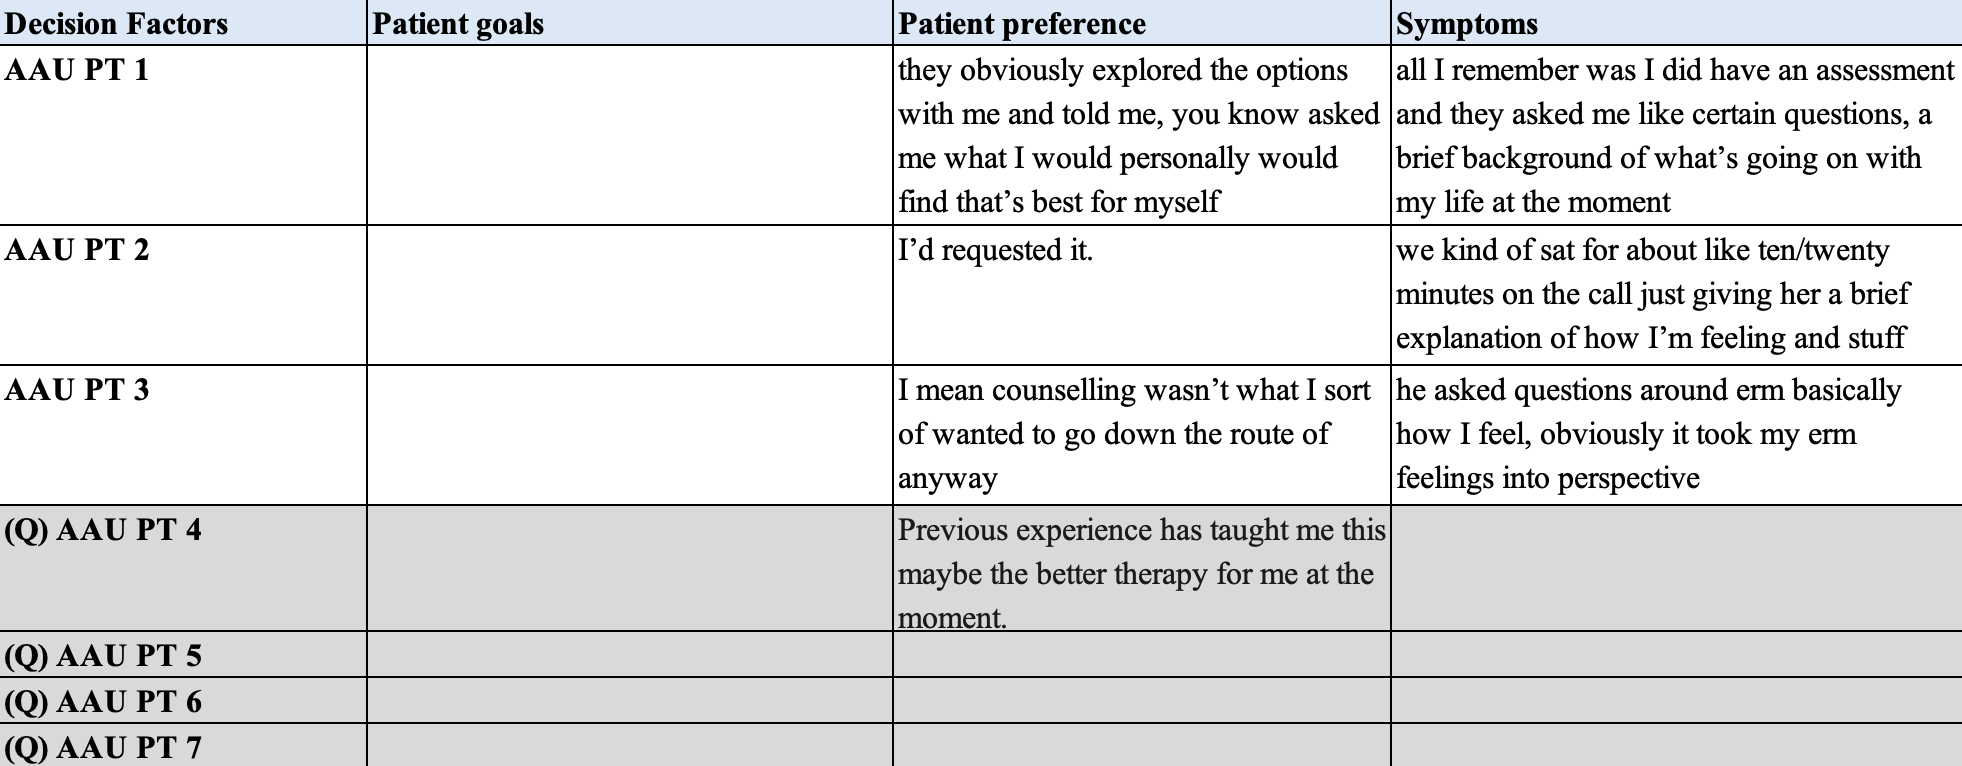 Decision Factors
Patient goals
Patient preference
Symptoms
AAU PT 1
they obviously explored the options
with me and told me, you know asked
me what I would personally would
find that’s best for myself
all I remember was I did have an assessment
and they asked me like certain questions, a
brief background of what’s going on with
my life at the moment
AAU PT 2
I’d requested it.
we kind of sat for about like ten/twenty
minutes on the call just giving her a brief
explanation of how I’m feeling and stuff
AAU PT 3
I mean counselling wasn’t what I sort
of wanted to go down the route of
anyway
he asked questions around erm basically
how I feel, obviously it took my erm
feelings into perspective
(Q) AAU PT 4
Previous experience has taught me this
maybe the better therapy for me at the
moment.
(Q) AAU PT 5
(Q) AAU PT 6
(Q) AAU PT 7